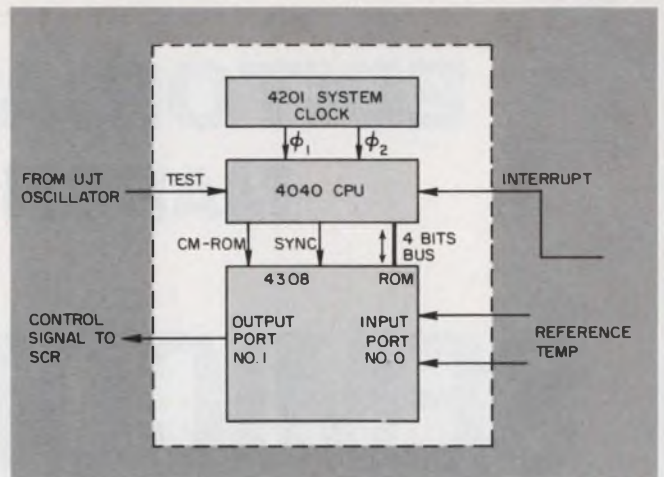 4201 SYSTEM
CLOCK
ϕ1
ϕ2
FROM UJT
OSCILLATOR
TEST
4040 CPU
INTERRUPT
CM-ROM
SYNC
4 BITS
BUS
4308
ROM
CONTROL
SIGNAL TO
SCR
OUTPUT
PORT
NO. 1
INPUT
PORT
NO. 0
REFERENCE
TEMP